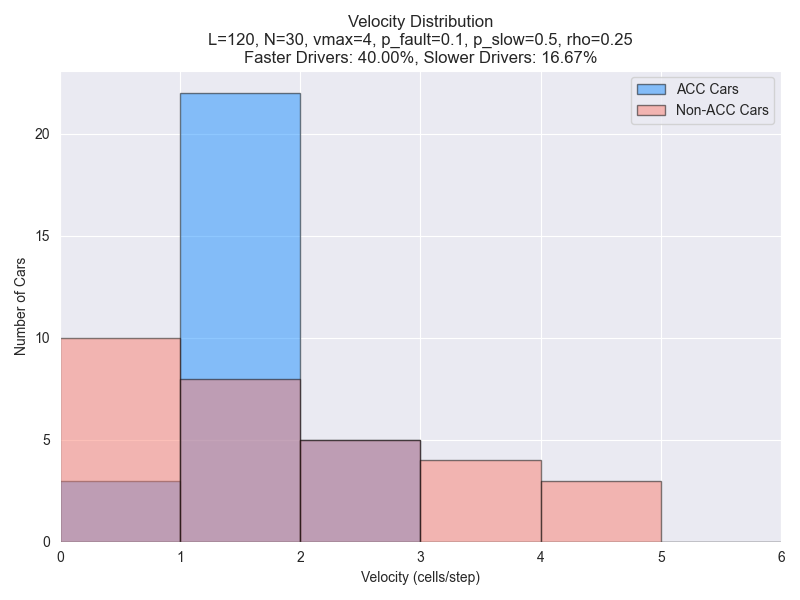 Velocity Distribution
L=120, N=30, vmax=4, p_fault=0.1, p_slow=0.5, rho=0.25
Faster Drivers: 40.00%, Slower Drivers: 16.67%
ACC Cars
Non-ACC Cars
20
15
10
5
0
Number of Cars
0 1 2 3 4 5 6
Velocity (cells/step)